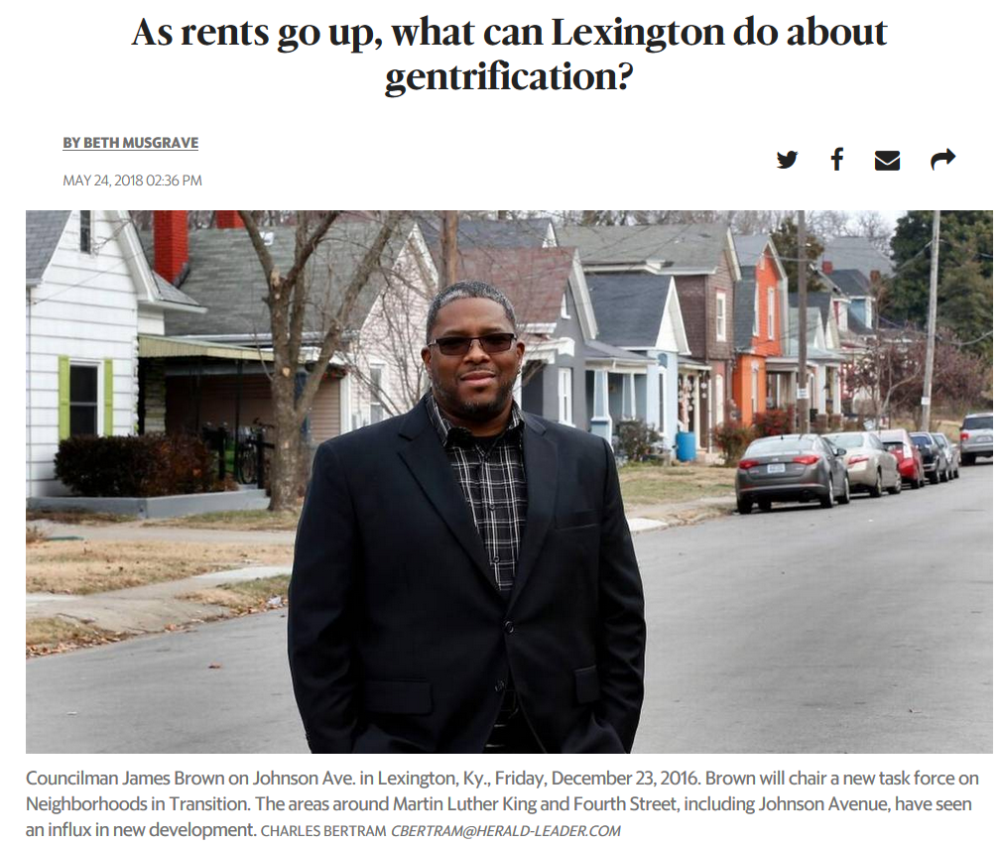 As rents go up, what can Lexington do about
gentrification?
BY BETH MUSGRAVE
MAY 24, 2018 02:36 PM
Councilman James Brown on Johnson Ave. in Lexington, Ky., Friday, December 23, 2016. Brown will chair a new task force on
Neighborhoods in Transition. The areas around Martin Luther King and Fourth Street, including Johnson Avenue, have seen
an influx in new development. CHARLES BERTRAM CBERTRAM@HERALD-LEADER.COM